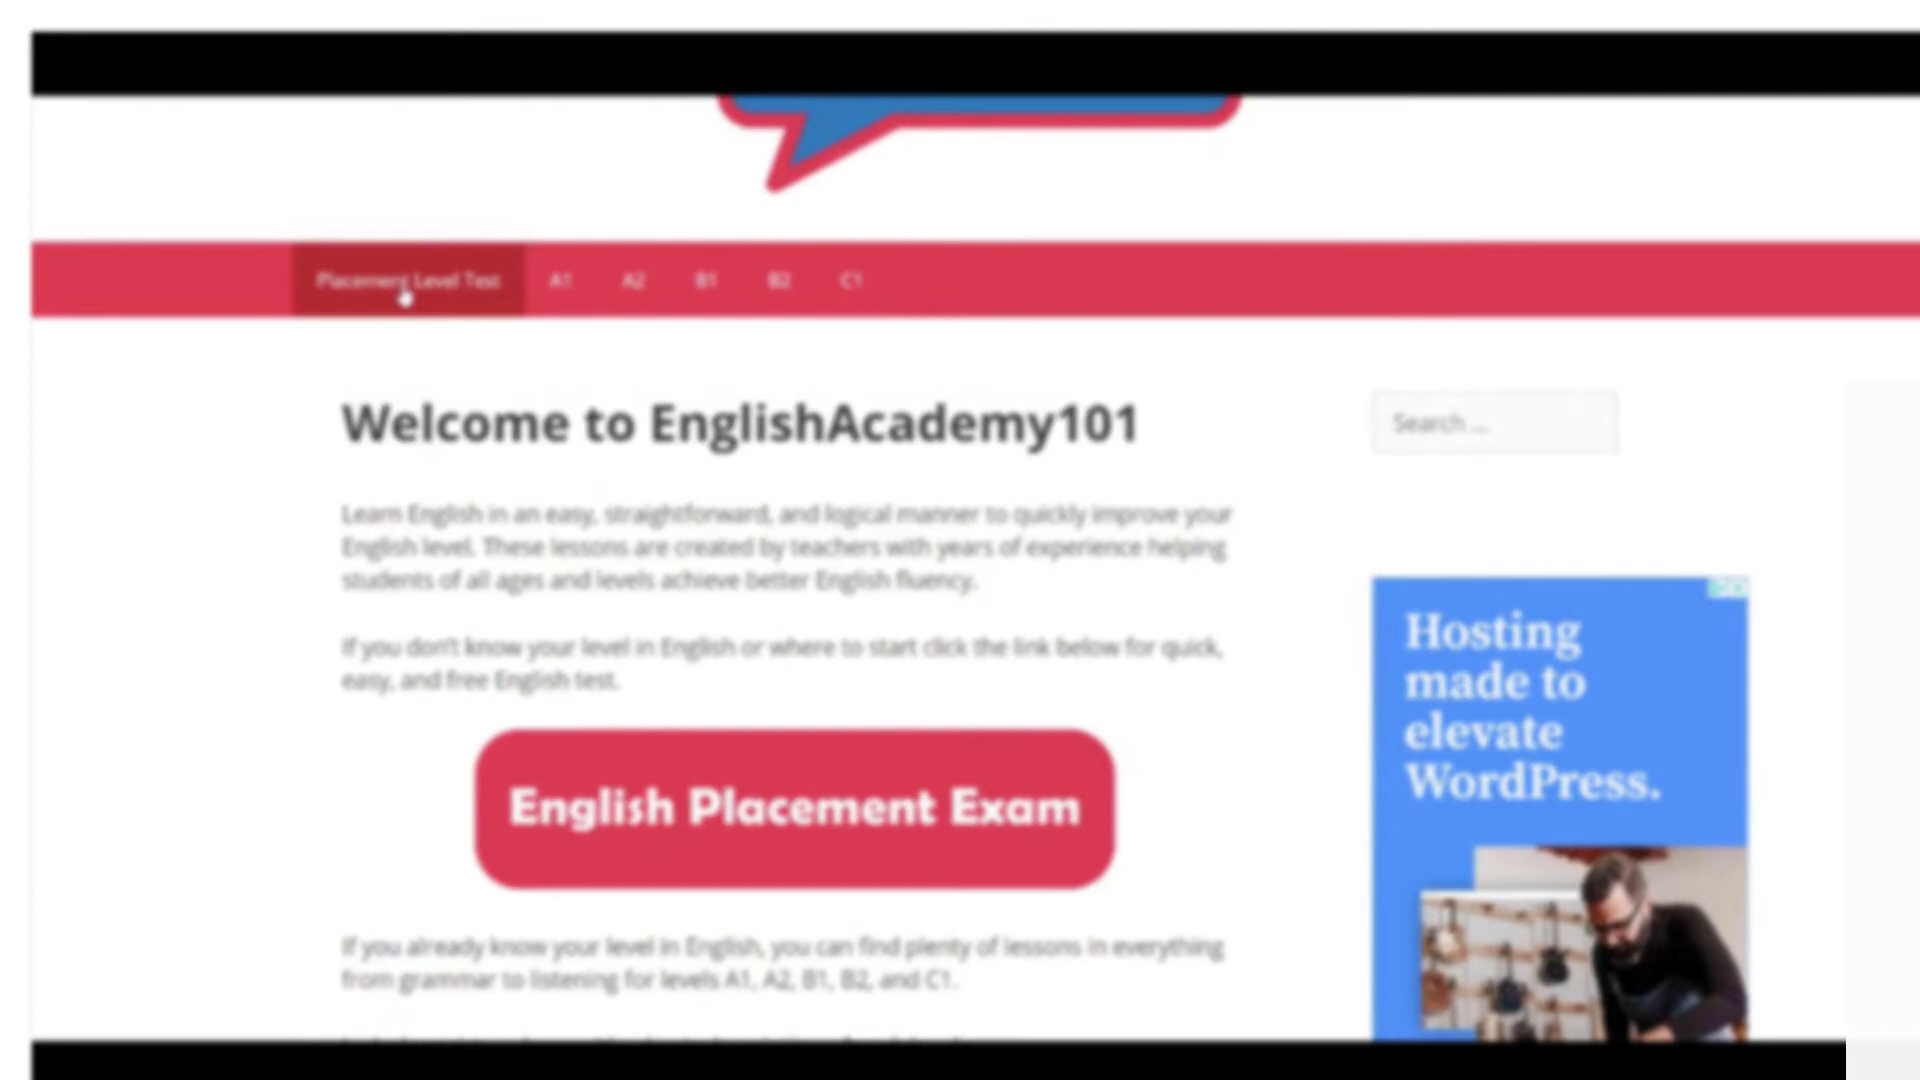 Placement Level Test A1 A2 B1 B2 C1
Welcome to EnglishAcademy101
Search ...
Learn English in an easy, straightforward, and logical manner to quickly improve your
English level. These lessons are created by teachers with years of experience helping
students of all ages and levels achieve better English fluency.
If you don't know your level in English or where to start click the link below for quick,
easy, and free English test.
English Placement Exam
If you already know your level in English, you can find plenty of lessons in everything
from grammar to listening for levels A1, A2, B1, B2, and C1.
Hosting
made to
elevate
WordPress.